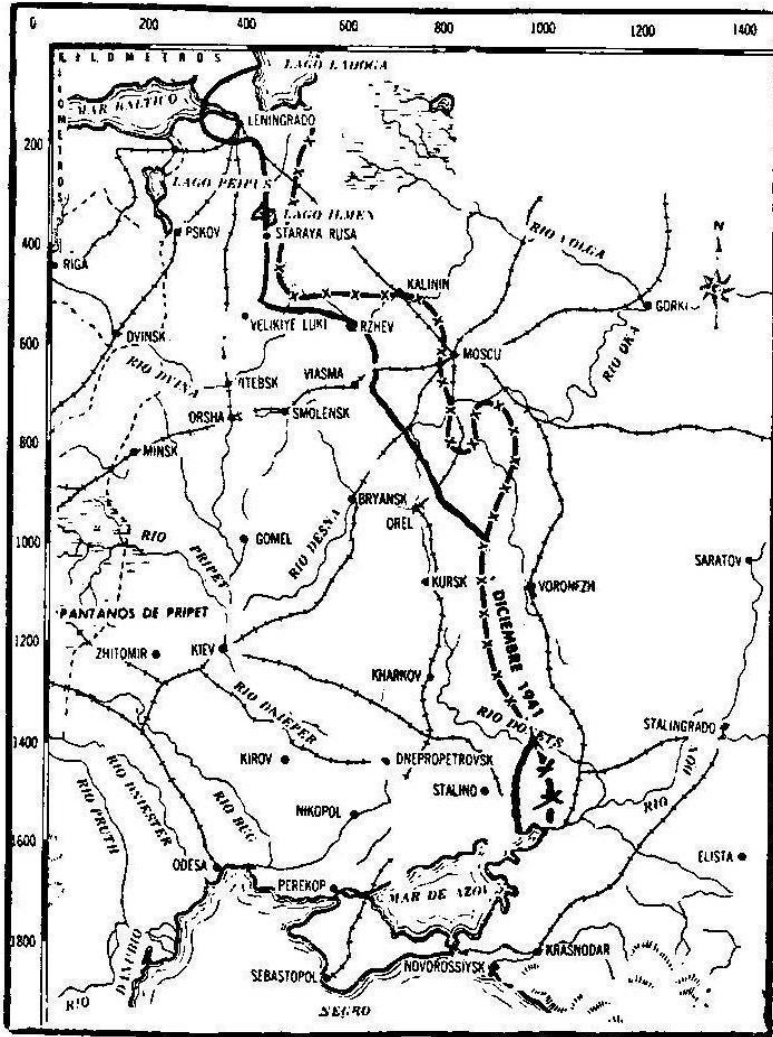 0 200 400 600 800 1000 1200 1400
KILOMETROS
KILOMETROS
LAGO LADOGA
MAR BALTICO
LENINGRADO
200
LAGO PEIPUS
LAGO ILMEN
PSKOV
STARAYA RUSA
RIO VOLGA
N
400
RIGA
KALININ
GORKI
VELIKIYE LUKI
RZHEV
600
DVINSK
MOSCU
RIO OKA
RIO DVINA
VITEBSK
VIASMA
ORSHA
SMOLENSK
800
MINSK
BRYANSK
OREL
RIO DESNA
1000
RIO PRIPET
GOMEL
SARATOV
KURSK
VORONEZH
PANTANOS DE PRIPET
DICIEMBRE 1941
1200
ZHITOMIR
KIEV
KHARKOV
RIO DNIEPER
RIO DONETS
STALINGRADO
1400
KIROV
DNEPROPETROVSK
RIO DNIESTER
RIO BUG
STALINO
RIO DON
RIO PRUTH
NIKOPOL
1600
ODESA
ELISTA
PEREKOP
MAR DE AZOV
1800
KRASNODAR
RIO DANUBIO
SEBASTOPOL
NOVOROSSIYSK
NEGRO